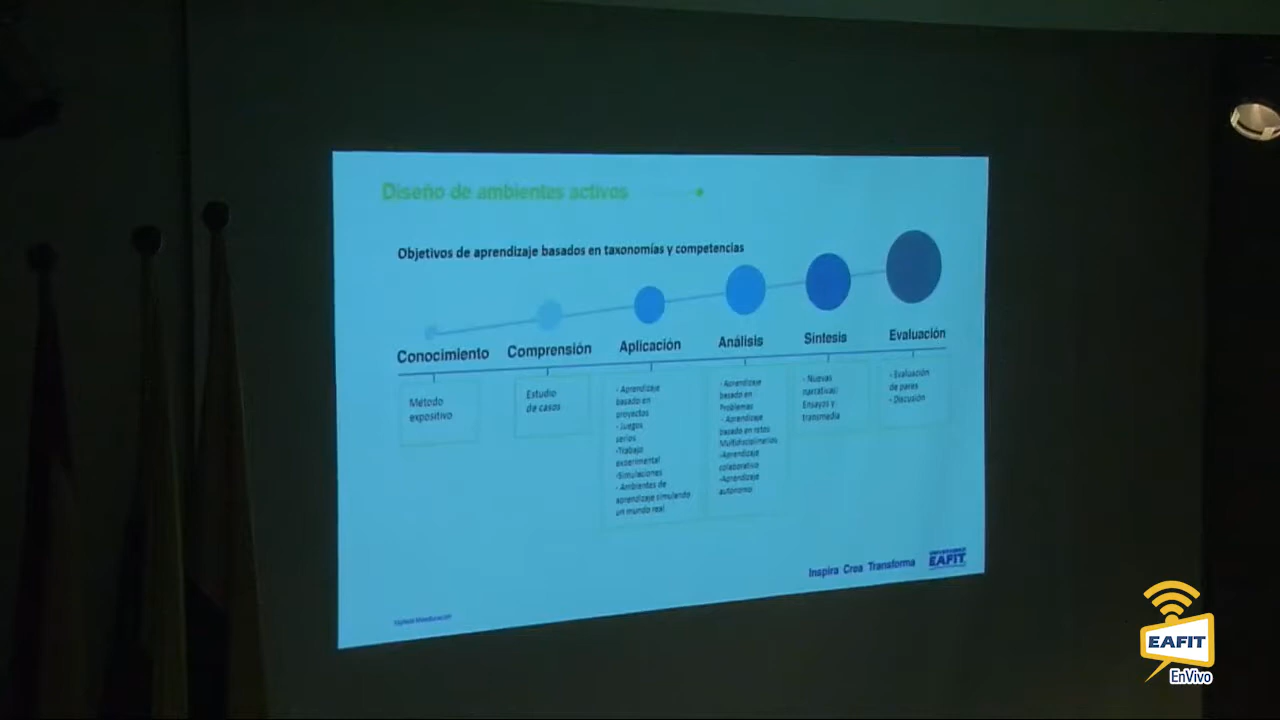 Diseño de ambientes activos
Objetivos de aprendizaje basados en taxonomías y competencias
Conocimiento
Comprensión
Aplicación
Análisis
Síntesis
Evaluación
Método
expositivo
Estudio
de casos
- Aprendizaje
basado en
proyectos
- Juegos
serios
-Trabajo
experimental
-Simulaciones
- Ambientes de
aprendizaje simulando
un mundo real
- Aprendizaje
basado en
Problemas
- Aprendizaje
basado en retos
Multidisciplinarios
-Aprendizaje
colaborativo
-Aprendizaje
autónomo
- Nuevas
narrativas:
Ensayos y
transmedia
- Evaluación
de pares
- Discusión
Inspira Crea Transforma
UNIVERSIDAD
EAFIT
EAFIT
EnVivo